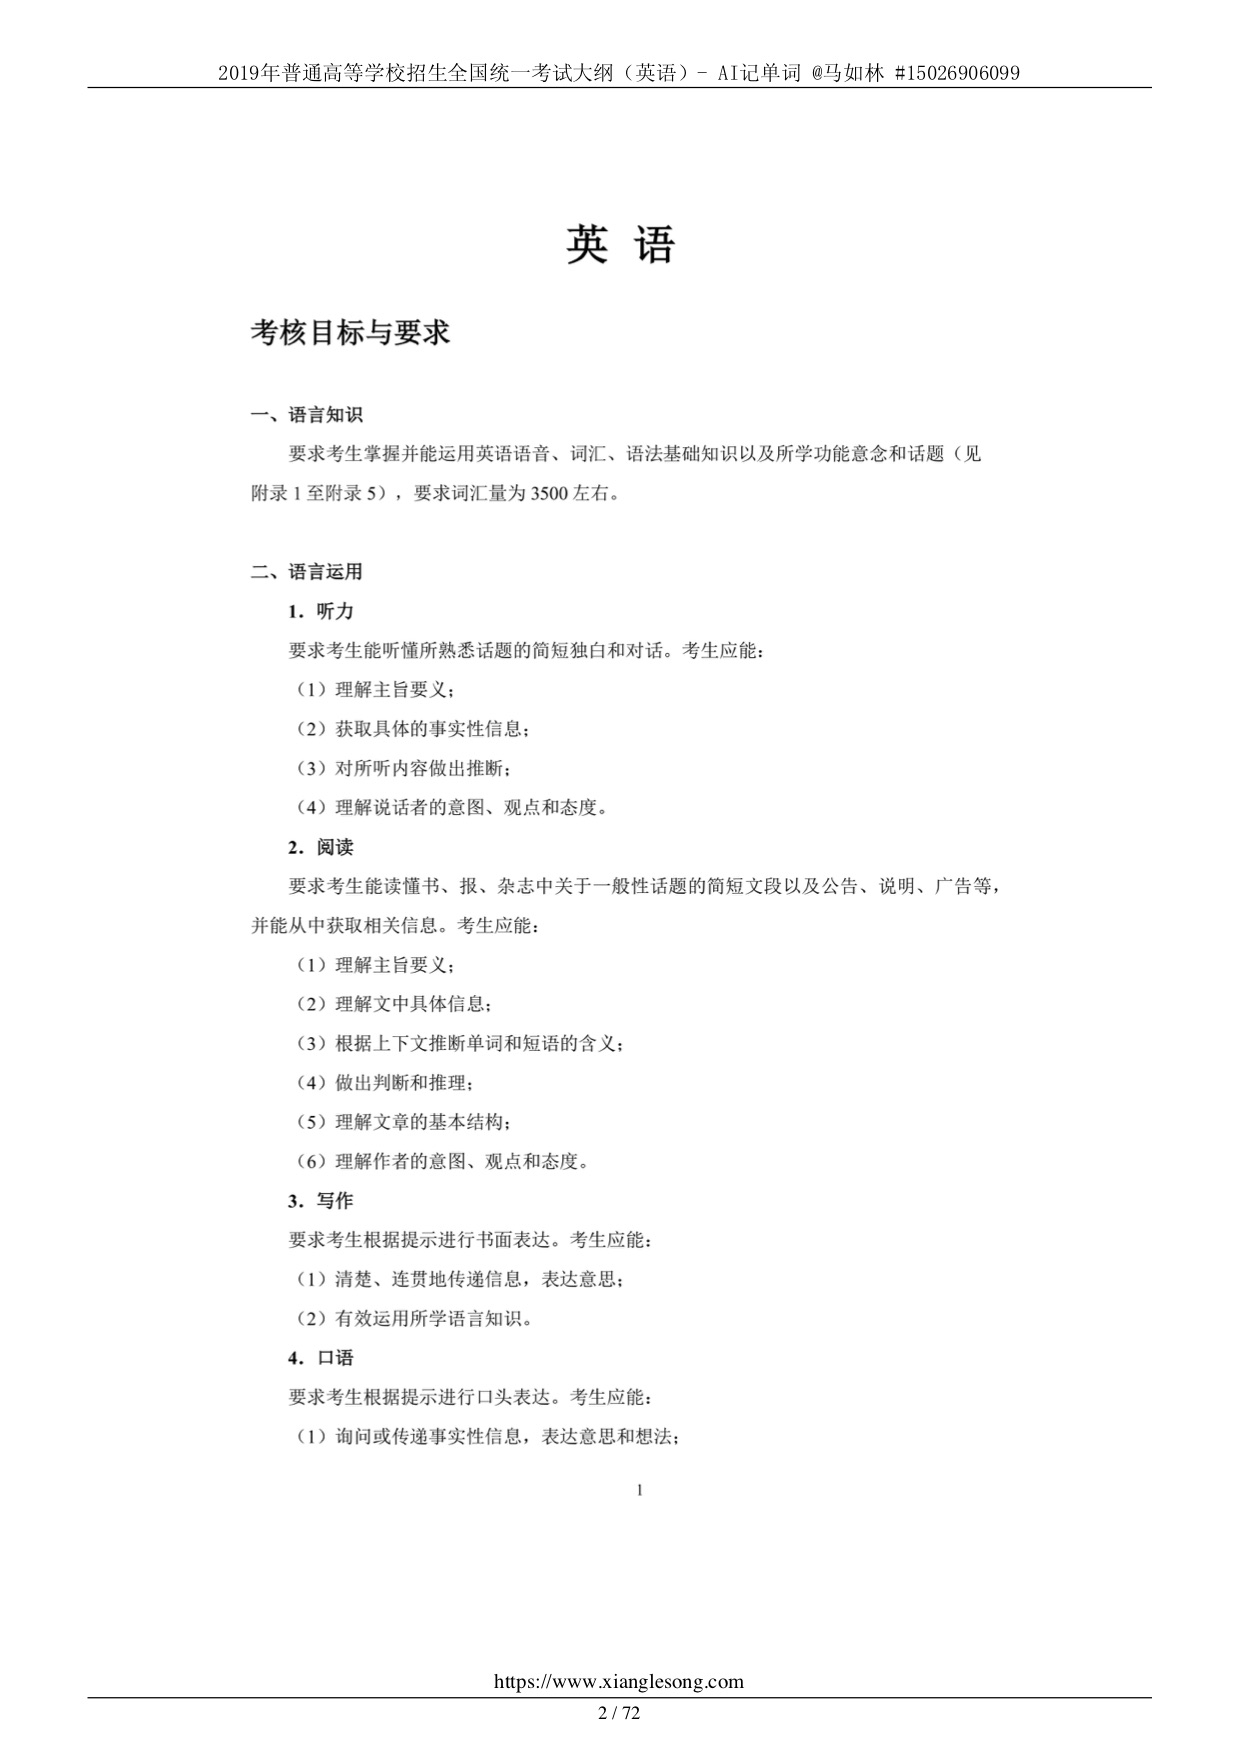 2019年普通高等学校招生全国统一考试大纲（英语）- AI记单词 @马如林 #15026906099
英 语
考核目标与要求
一、语言知识
要求考生掌握并能运用英语语音、词汇、语法基础知识以及所学功能意念和话题（见
附录 1 至附录 5），要求词汇量为 3500 左右。
二、语言运用
1．听力
要求考生能听懂所熟悉话题的简短独白和对话。考生应能：
（1）理解主旨要义；
（2）获取具体的事实性信息；
（3）对所听内容做出推断；
（4）理解说话者的意图、观点和态度。
2．阅读
要求考生能读懂书、报、杂志中关于一般性话题的简短文段以及公告、说明、广告等，
并能从中获取相关信息。考生应能：
（1）理解主旨要义；
（2）理解文中具体信息；
（3）根据上下文推断单词和短语的含义；
（4）做出判断和推理；
（5）理解文章的基本结构；
（6）理解作者的意图、观点和态度。
3．写作
要求考生根据提示进行书面表达。考生应能：
（1）清楚、连贯地传递信息，表达意思；
（2）有效运用所学语言知识。
4．口语
要求考生根据提示进行口头表达。考生应能：
（1）询问或传递事实性信息，表达意思和想法；
1
https://www.xianglesong.com
2 / 72